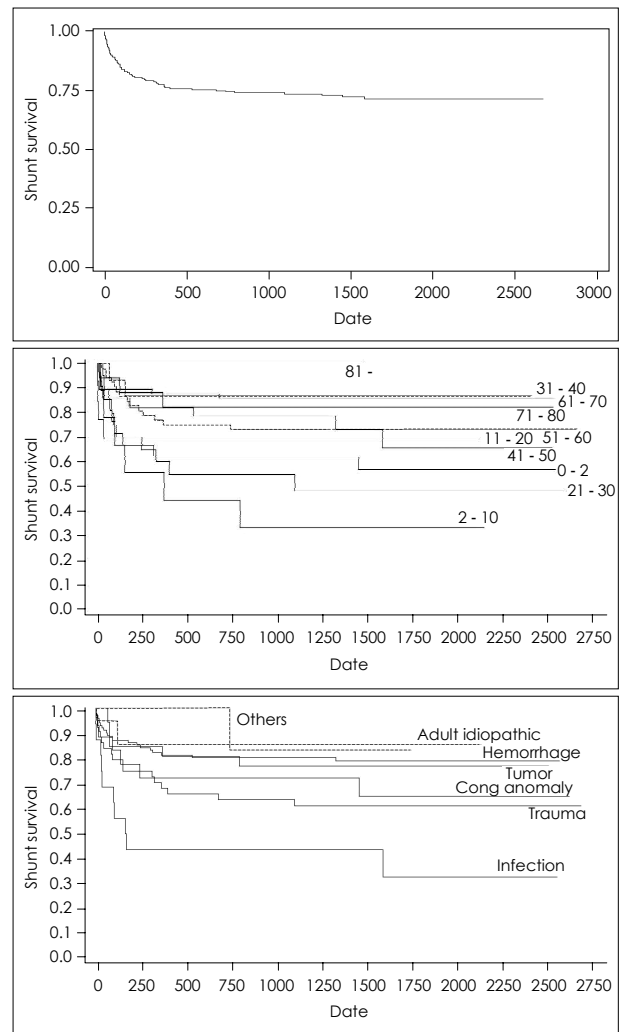 1.00
0.75
0.50
0.25
0.00
Shunt survival
0 500 1000 1500 2000 2500 3000
Date
1.0
0.9
0.8
0.7
0.6
0.5
0.4
0.3
0.2
0.1
0.0
Shunt survival
81 -
31 - 40
61 - 70
71 - 80
11 - 20 51 - 60
41 - 50
0 - 2
21 - 30
2 - 10
0 250 500 750 1000 1250 1500 1750 2000 2250 2500 2750
Date
1.0
0.9
0.8
0.7
0.6
0.5
0.4
0.3
0.2
0.1
0.0
Shunt survival
Others
Adult idiopathic
Hemorrhage
Tumor
Cong anomaly
Trauma
Infection
0 250 500 750 1000 1250 1500 1750 2000 2250 2500 2750
Date